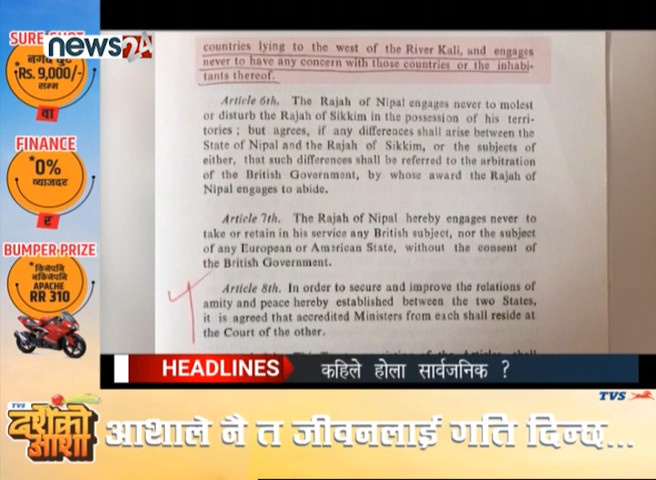 SURE SHOT
नगद छुट
Rs. 9,000/-
सम्म
वा
FINANCE
*0%
व्याजदर
र
BUMPER PRIZE
APACHE
RR 310
news24
countries lying to the west of the River Kali, and engages
never to have any concern with those countries or the inhabi-
tants thereof.
Article 6th. The Rajah of Nipal engages never to molest
or disturb the Rajah of Sikkim in the possession of his terri-
tories ; but agrees, if any differences shall arise between the
State of Nipal and the Rajah of Sikkim, or the subjects of
either, that such differences shall be referred to the arbitration
of the British Government, by whose award the Rajah of
Nipal engages to abide.
Article 7th. The Rajah of Nipal hereby engages never to
take or retain in his service any British subject, nor the subject
of any European or American State, without the consent of
the British Government.
Article 8th. In order to secure and improve the relations of
amity and peace hereby established between the two States,
it is agreed that accredited Ministers from each shall reside at
the Court of the other.
HEADLINES
कहिले होला सार्वजनिक ?
TVS
दशैंको
आशा
आशाले नै त जीवनलाई गति दिन्छ...
TVS